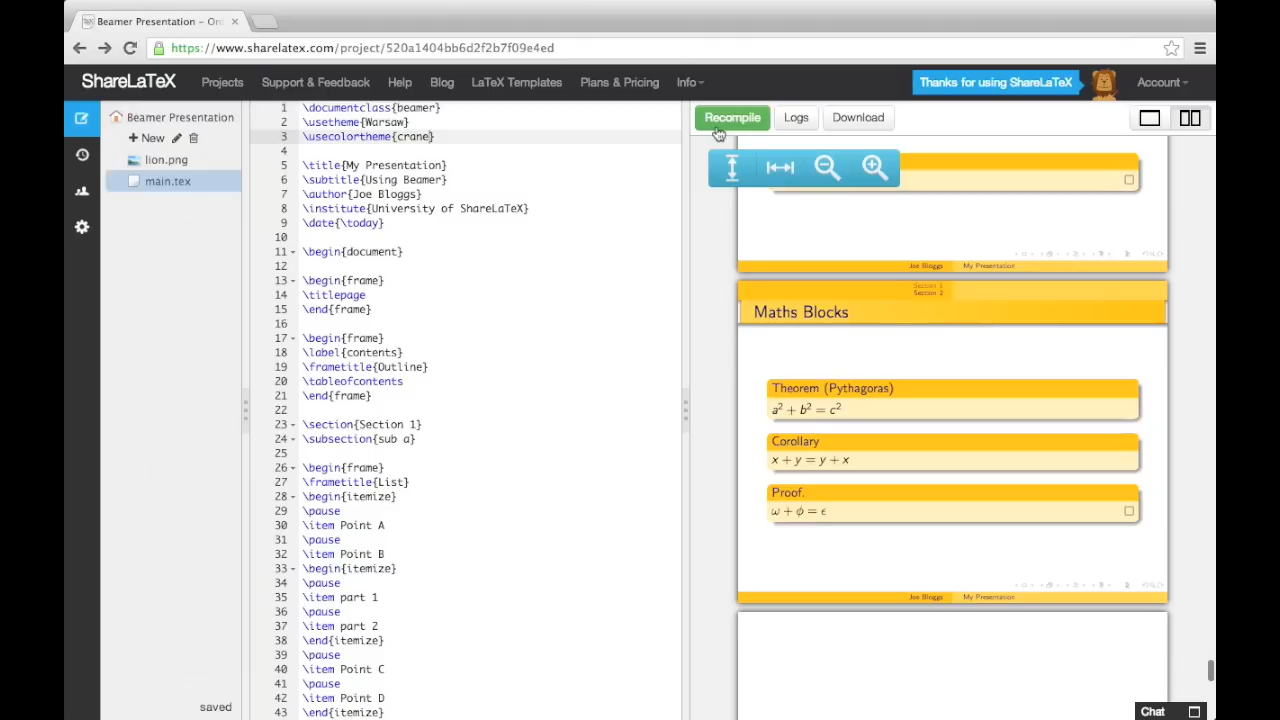 Beamer Presentation – On
https://www.sharelatex.com/project/520a1404bb6d2f2b7f09e4ed
ShareLaTeX Projects Support & Feedback Help Blog LaTeX Templates Plans & Pricing Info Thanks for using ShareLaTeX Account
Beamer Presentation
+ New
lion.png
main.tex
saved
1 \documentclass{beamer}
2 \usetheme{Warsaw}
3 \usecolortheme{crane}
4
5 \title{My Presentation}
6 \subtitle{Using Beamer}
7 \author{Joe Bloggs}
8 \institute{University of ShareLaTeX}
9 \date{\today}
10
11 \begin{document}
12
13 \begin{frame}
14 \titlepage
15 \end{frame}
16
17 \begin{frame}
18 \label{contents}
19 \frametitle{Outline}
20 \tableofcontents
21 \end{frame}
22
23 \section{Section 1}
24 \subsection{sub a}
25
26 \begin{frame}
27 \frametitle{List}
28 \begin{itemize}
29 \pause
30 \item Point A
31 \pause
32 \item Point B
33 \begin{itemize}
34 \pause
35 \item part 1
36 \pause
37 \item part 2
38 \end{itemize}
39 \pause
40 \item Point C
41 \pause
42 \item Point D
43 \end{itemize}
Recompile Logs Download
Joe Bloggs My Presentation
Section 1
Section 2
Maths Blocks
Theorem (Pythagoras)
a² + b² = c²
Corollary
x + y = y + x
Proof.
ω + φ = ϵ
Joe Bloggs My Presentation
Chat